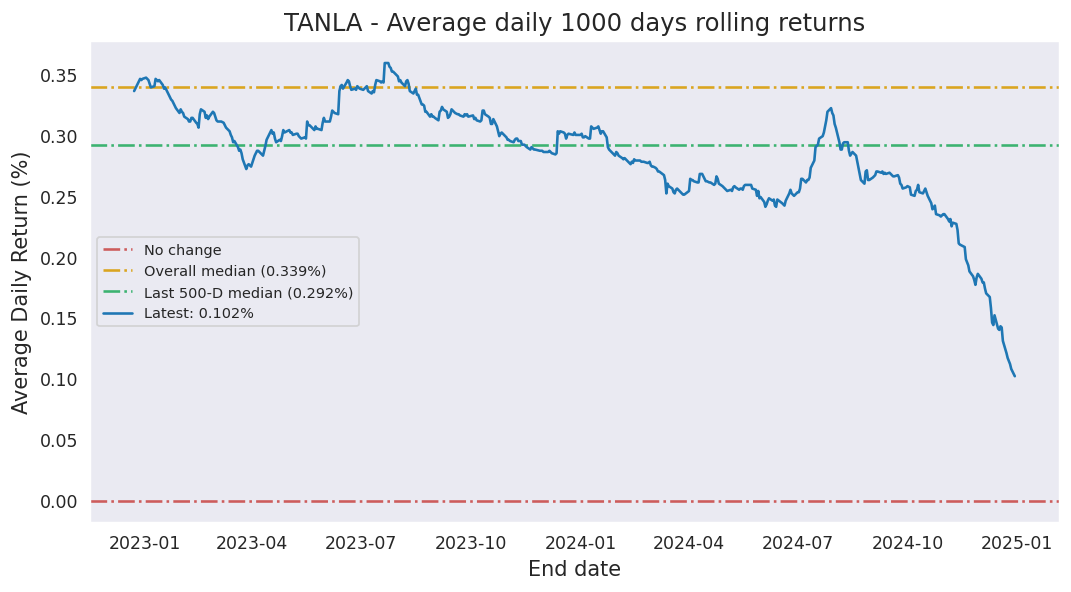 TANLA - Average daily 1000 days rolling returns
Average Daily Return (%)
0.35
0.30
0.25
0.20
0.15
0.10
0.05
0.00
No change
Overall median (0.339%)
Last 500-D median (0.292%)
Latest: 0.102%
2023-01 2023-04 2023-07 2023-10 2024-01 2024-04 2024-07 2024-10 2025-01
End date